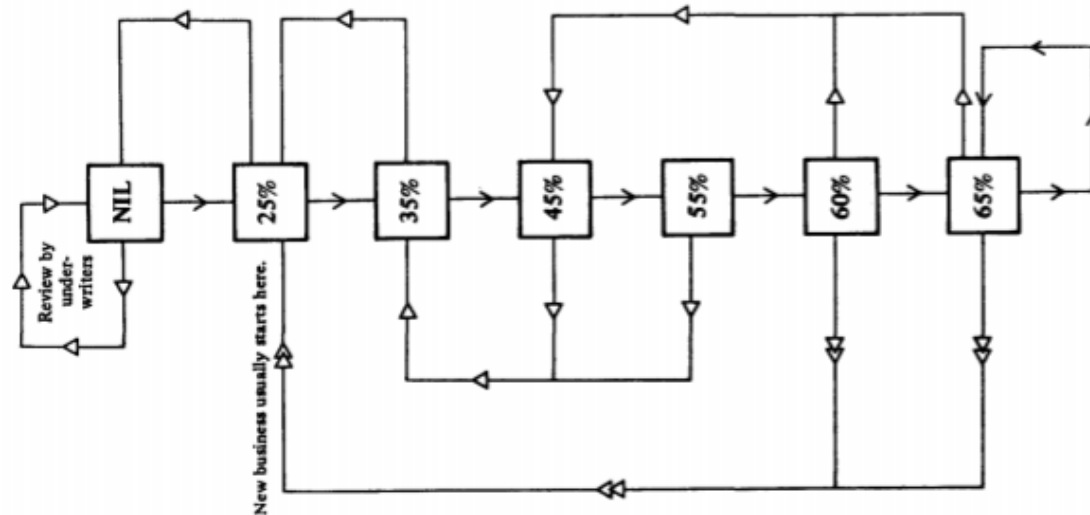 NIL
Review by
under-
writers
25%
New business usually starts here.
35%
45%
55%
60%
65%